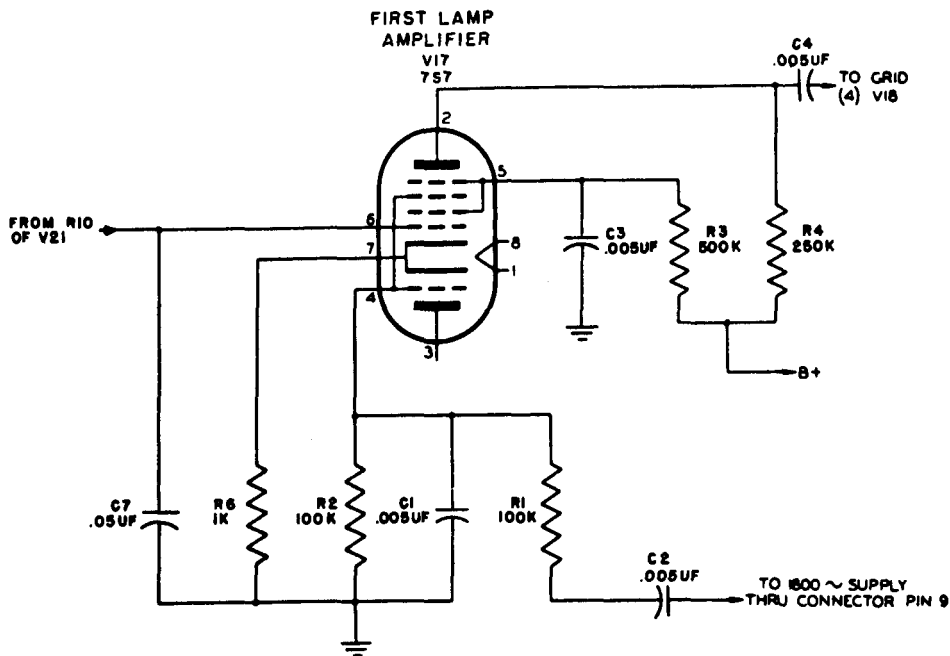 FIRST LAMP
AMPLIFIER
V17
7S7
C4
.005UF
TO GRID
(4) V18
2
5
FROM R10
OF V21
6
7
8
1
4
3
C3
.005UF
R3
500K
R4
250K
B+
C7
.05UF
R6
1K
R2
100K
C1
.005UF
R1
100K
C2
.005UF
TO 1800 ~ SUPPLY
THRU CONNECTOR PIN 9